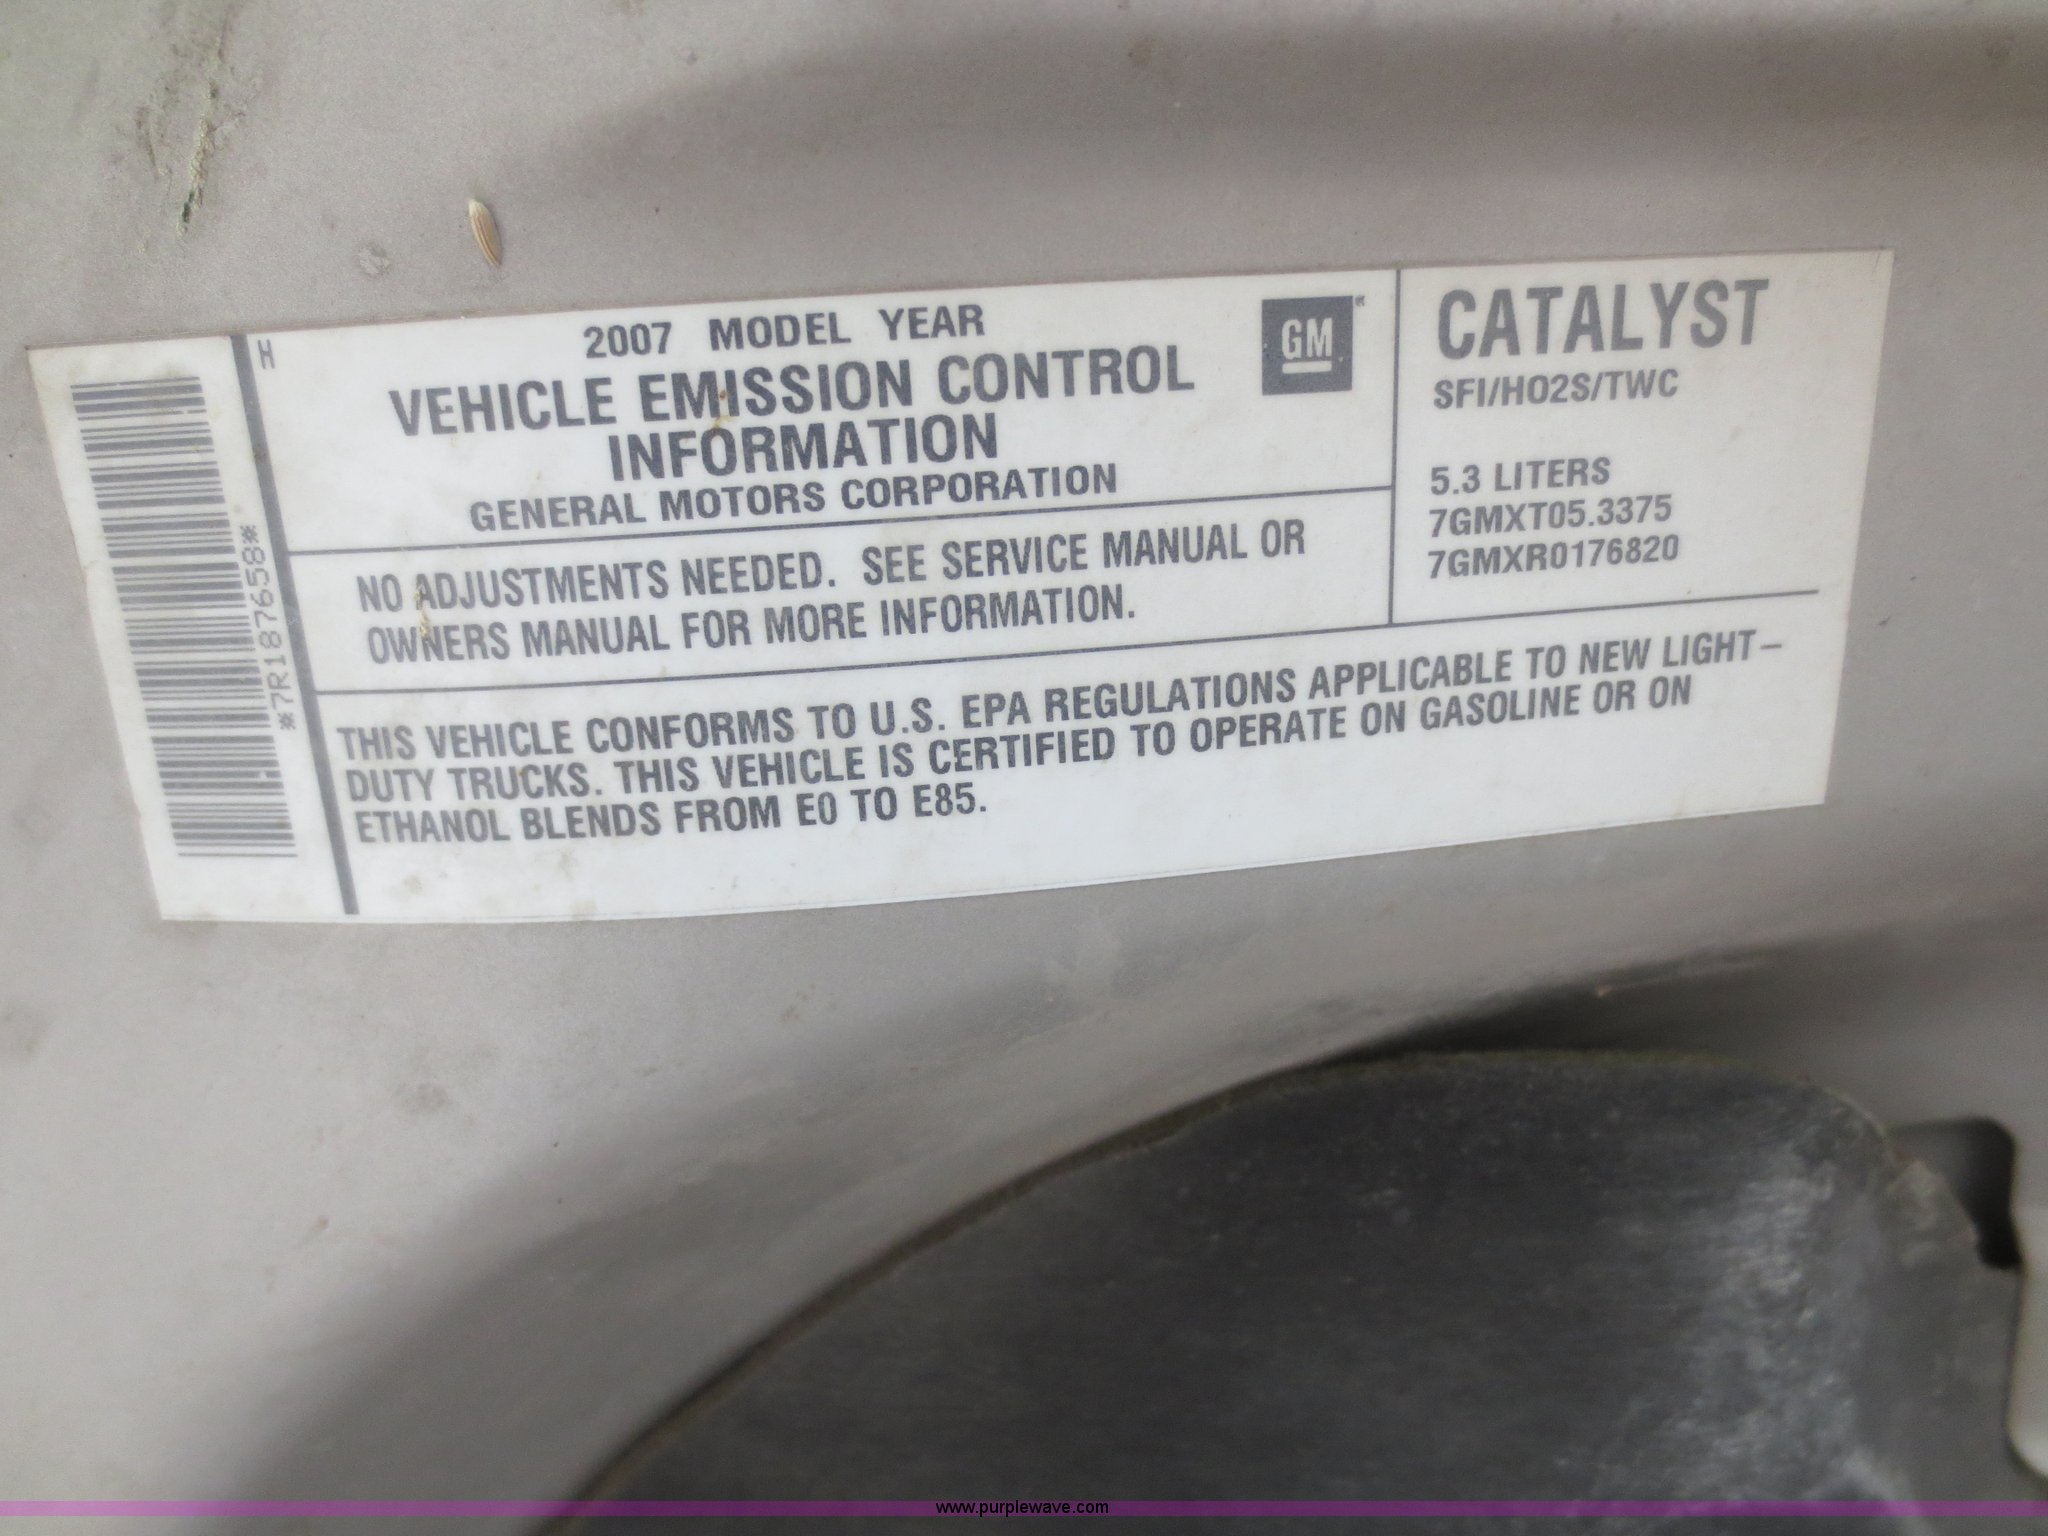 *7R1876658*
H
2007 MODEL YEAR
VEHICLE EMISSION CONTROL
INFORMATION
GENERAL MOTORS CORPORATION
GM
NO ADJUSTMENTS NEEDED. SEE SERVICE MANUAL OR
OWNERS MANUAL FOR MORE INFORMATION.
CATALYST
SFI/HO2S/TWC
5.3 LITERS
7GMXT05.3375
7GMXR0176820
THIS VEHICLE CONFORMS TO U.S. EPA REGULATIONS APPLICABLE TO NEW LIGHT-
DUTY TRUCKS. THIS VEHICLE IS CERTIFIED TO OPERATE ON GASOLINE OR ON
ETHANOL BLENDS FROM E0 TO E85.
www.purplewave.com